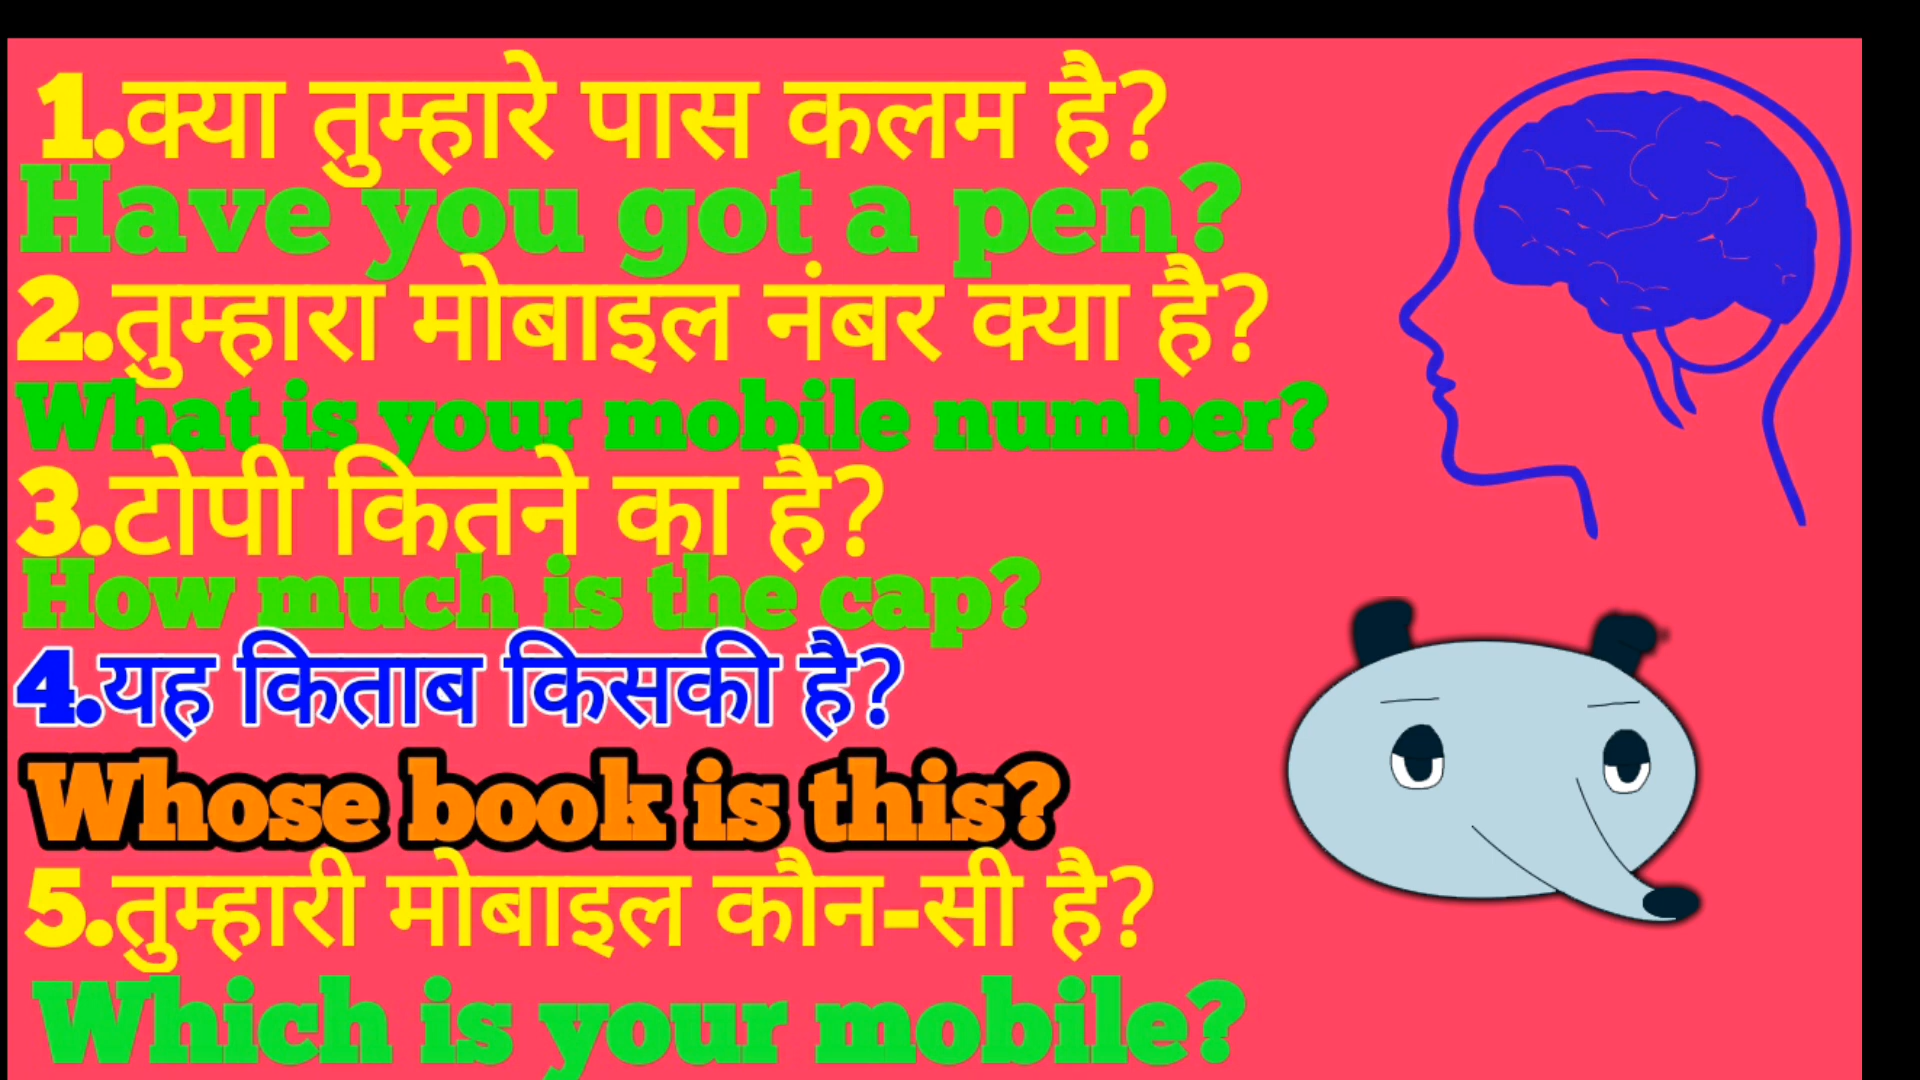 1.क्या तुम्हारे पास कलम है?
Have you got a pen?
2.तुम्हारा मोबाइल नंबर क्या है?
What is your mobile number?
3.टोपी कितने का है?
How much is the cap?
4.यह किताब किसकी है?
Whose book is this?
5.तुम्हारी मोबाइल कौन-सी है?
Which is your mobile?